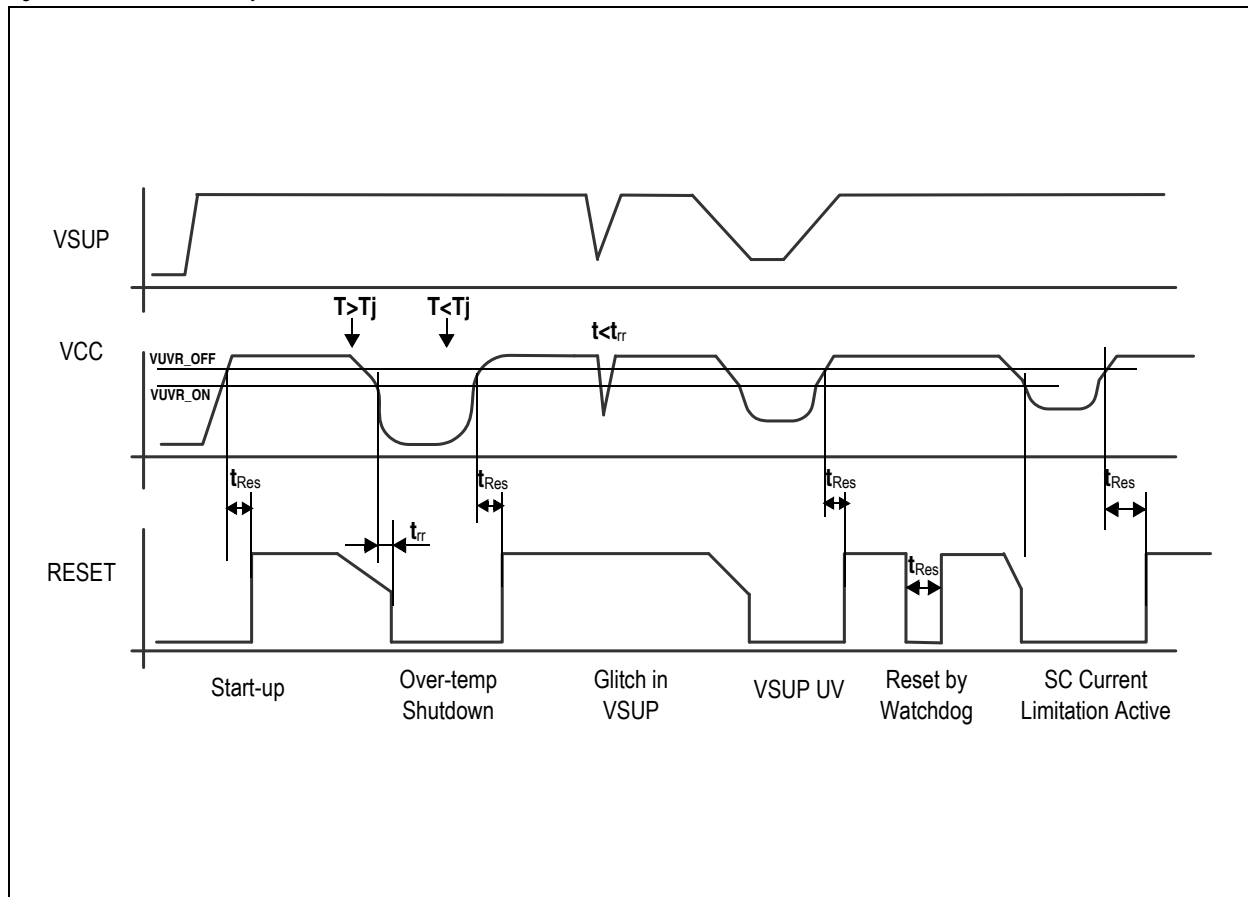 VSUP
T>Tj
T<Tj
t<trr
VCC
VUVR_OFF
VUVR_ON
tRes
tRes
tRes
tRes
trr
RESET
tRes
Start-up
Over-temp
Shutdown
Glitch in
VSUP
VSUP UV
Reset by
Watchdog
SC Current
Limitation Active